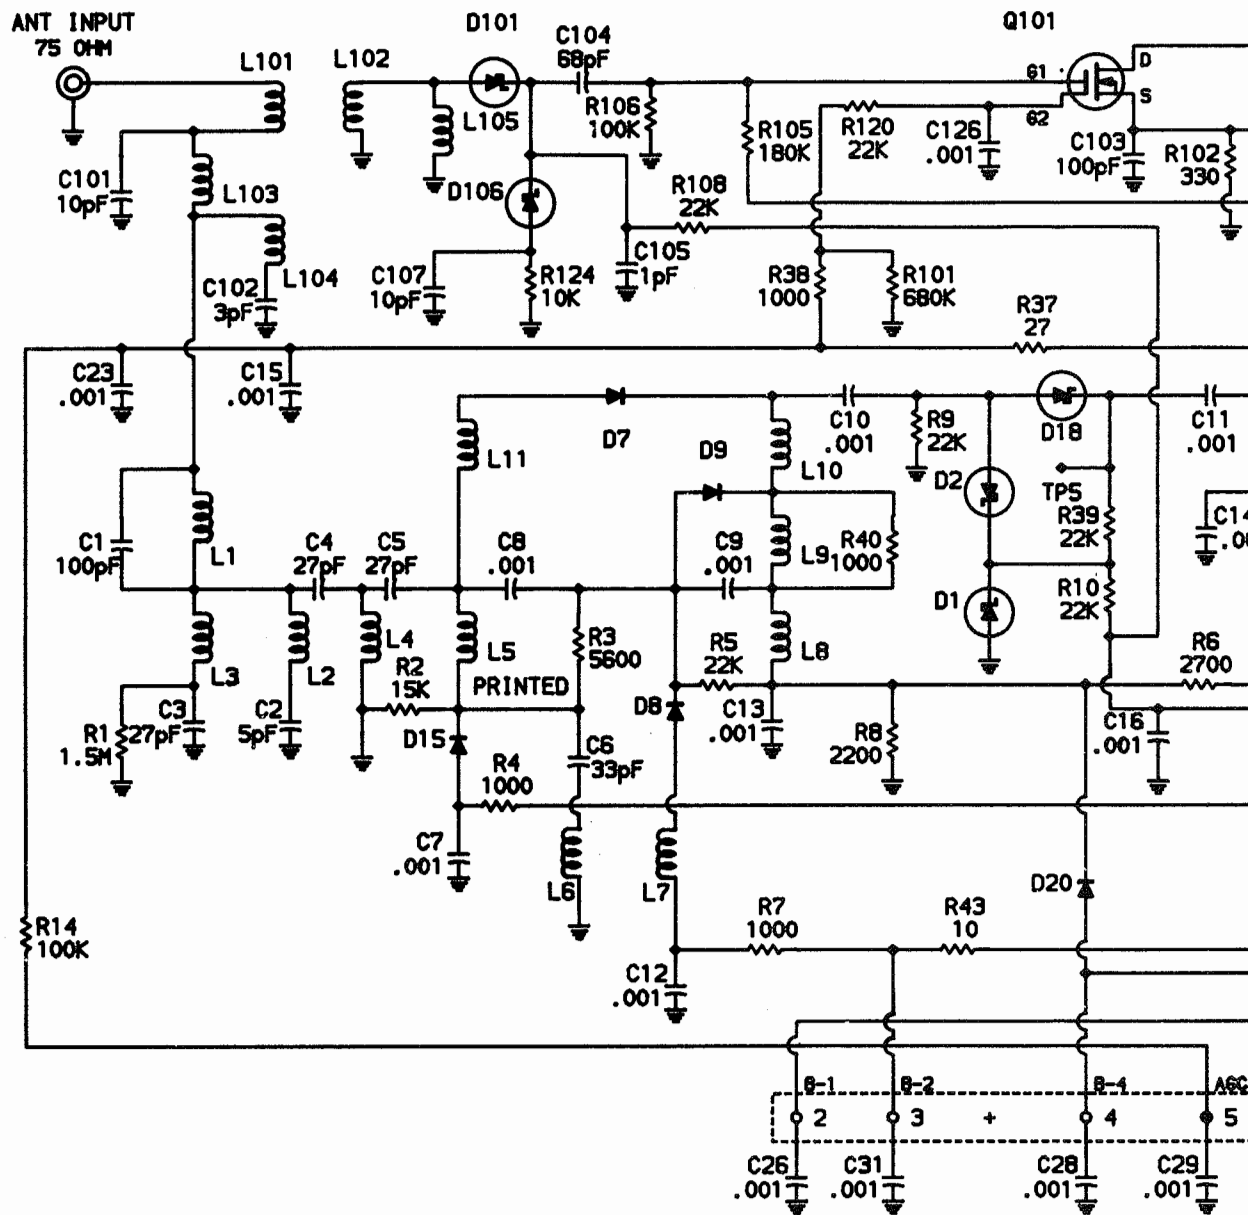 ANT INPUT
75 OHM
D101
Q101
L101
L102
C104
68pF
G1
D
S
G2
L105
R106
100K
R105
180K
R120
22K
C126
.001
C103
100pF
R102
330
C101
10pF
L103
D106
R108
22K
C102
3pF
L104
C107
10pF
R124
10K
C105
1pF
R38
1000
R101
680K
R37
27
C23
.001
C15
.001
D7
C10
.001
R9
22K
D18
C11
.001
L11
D9
L10
D2
TP5
C1
100pF
L1
C4
27pF
C5
27pF
C8
.001
C9
.001
L9
R40
1000
R39
22K
C14
D1
R10
22K
L3
L2
L4
L5
R3
5600
L8
R2
15K
PRINTED
R5
22K
R6
2700
R1
1.5M
C3
27pF
C2
5pF
D15
C6
33pF
D8
C13
.001
R8
2200
C16
.001
R4
1000
C7
.001
L6
L7
D20
R14
100K
R7
1000
R43
10
C12
.001
B-1
B-2
B-4
AGC
2
3
+
4
5
C26
.001
C31
.001
C28
.001
C29
.001